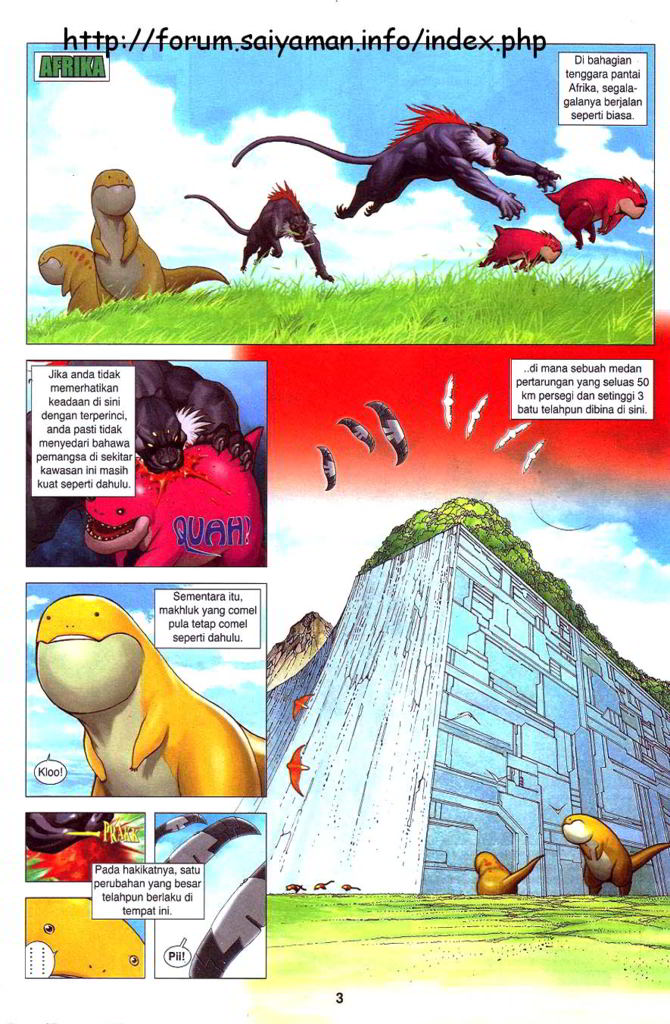 http://forum.saiyaman.info/index.php
AFRIKA
Di bahagian
tenggara pantai
Afrika, segala-
galanya berjalan
seperti biasa.
Jika anda tidak
memerhatikan
keadaan di sini
dengan terperinci,
anda pasti tidak
menyedari bahawa
pemangsa di sekitar
kawasan ini masih
kuat seperti dahulu.
QUAH!
..di mana sebuah medan
pertarungan yang seluas 50
km persegi dan setinggi 3
batu telahpun dibina di sini.
Sementara itu,
makhluk yang comel
pula tetap comel
seperti dahulu.
Kloo!
PRAKK
Pada hakikatnya, satu
perubahan yang besar
telahpun berlaku di
tempat ini.
......
Pii!
3